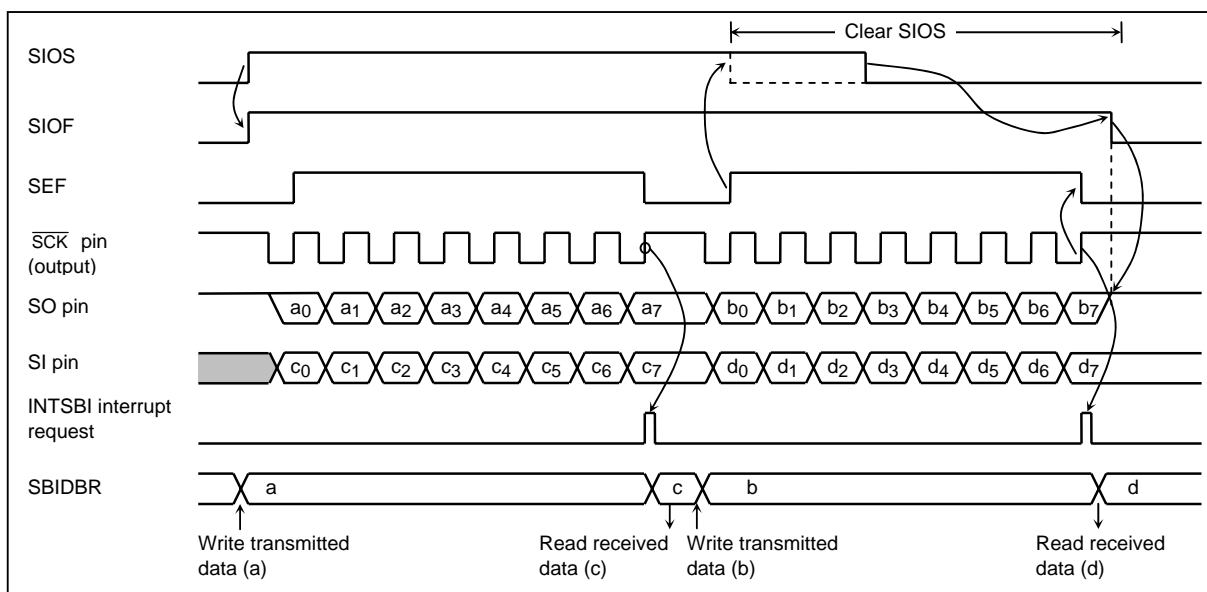 Clear SIOS
SIOS
SIOF
SEF
SCK pin
(output)
SO pin
a0 a1 a2 a3 a4 a5 a6 a7 b0 b1 b2 b3 b4 b5 b6 b7
SI pin
c0 c1 c2 c3 c4 c5 c6 c7 d0 d1 d2 d3 d4 d5 d6 d7
INTSBI interrupt
request
SBIDBR
a c b d
Write transmitted
data (a)
Read received
data (c)
Write transmitted
data (b)
Read received
data (d)